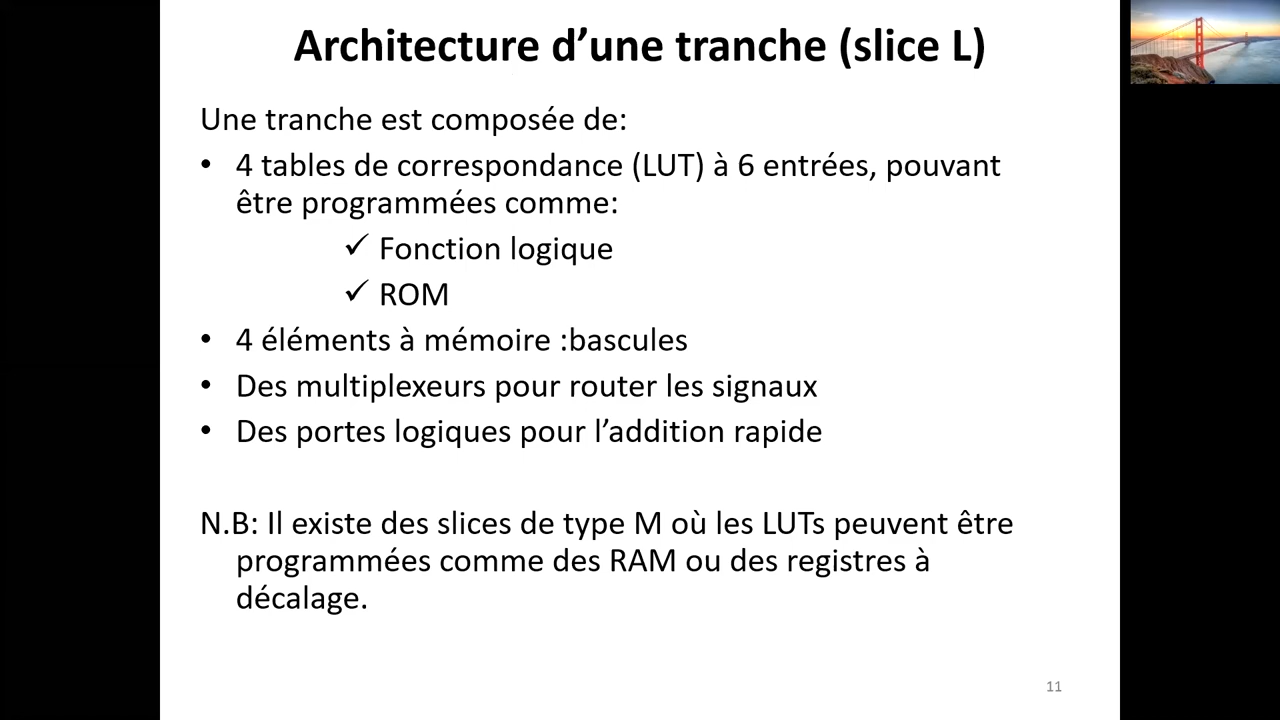 Architecture d’une tranche (slice L)
Une tranche est composée de:
• 4 tables de correspondance (LUT) à 6 entrées, pouvant
être programmées comme:
✓ Fonction logique
✓ ROM
• 4 éléments à mémoire :bascules
• Des multiplexeurs pour router les signaux
• Des portes logiques pour l’addition rapide
N.B: Il existe des slices de type M où les LUTs peuvent être
programmées comme des RAM ou des registres à
décalage.
11